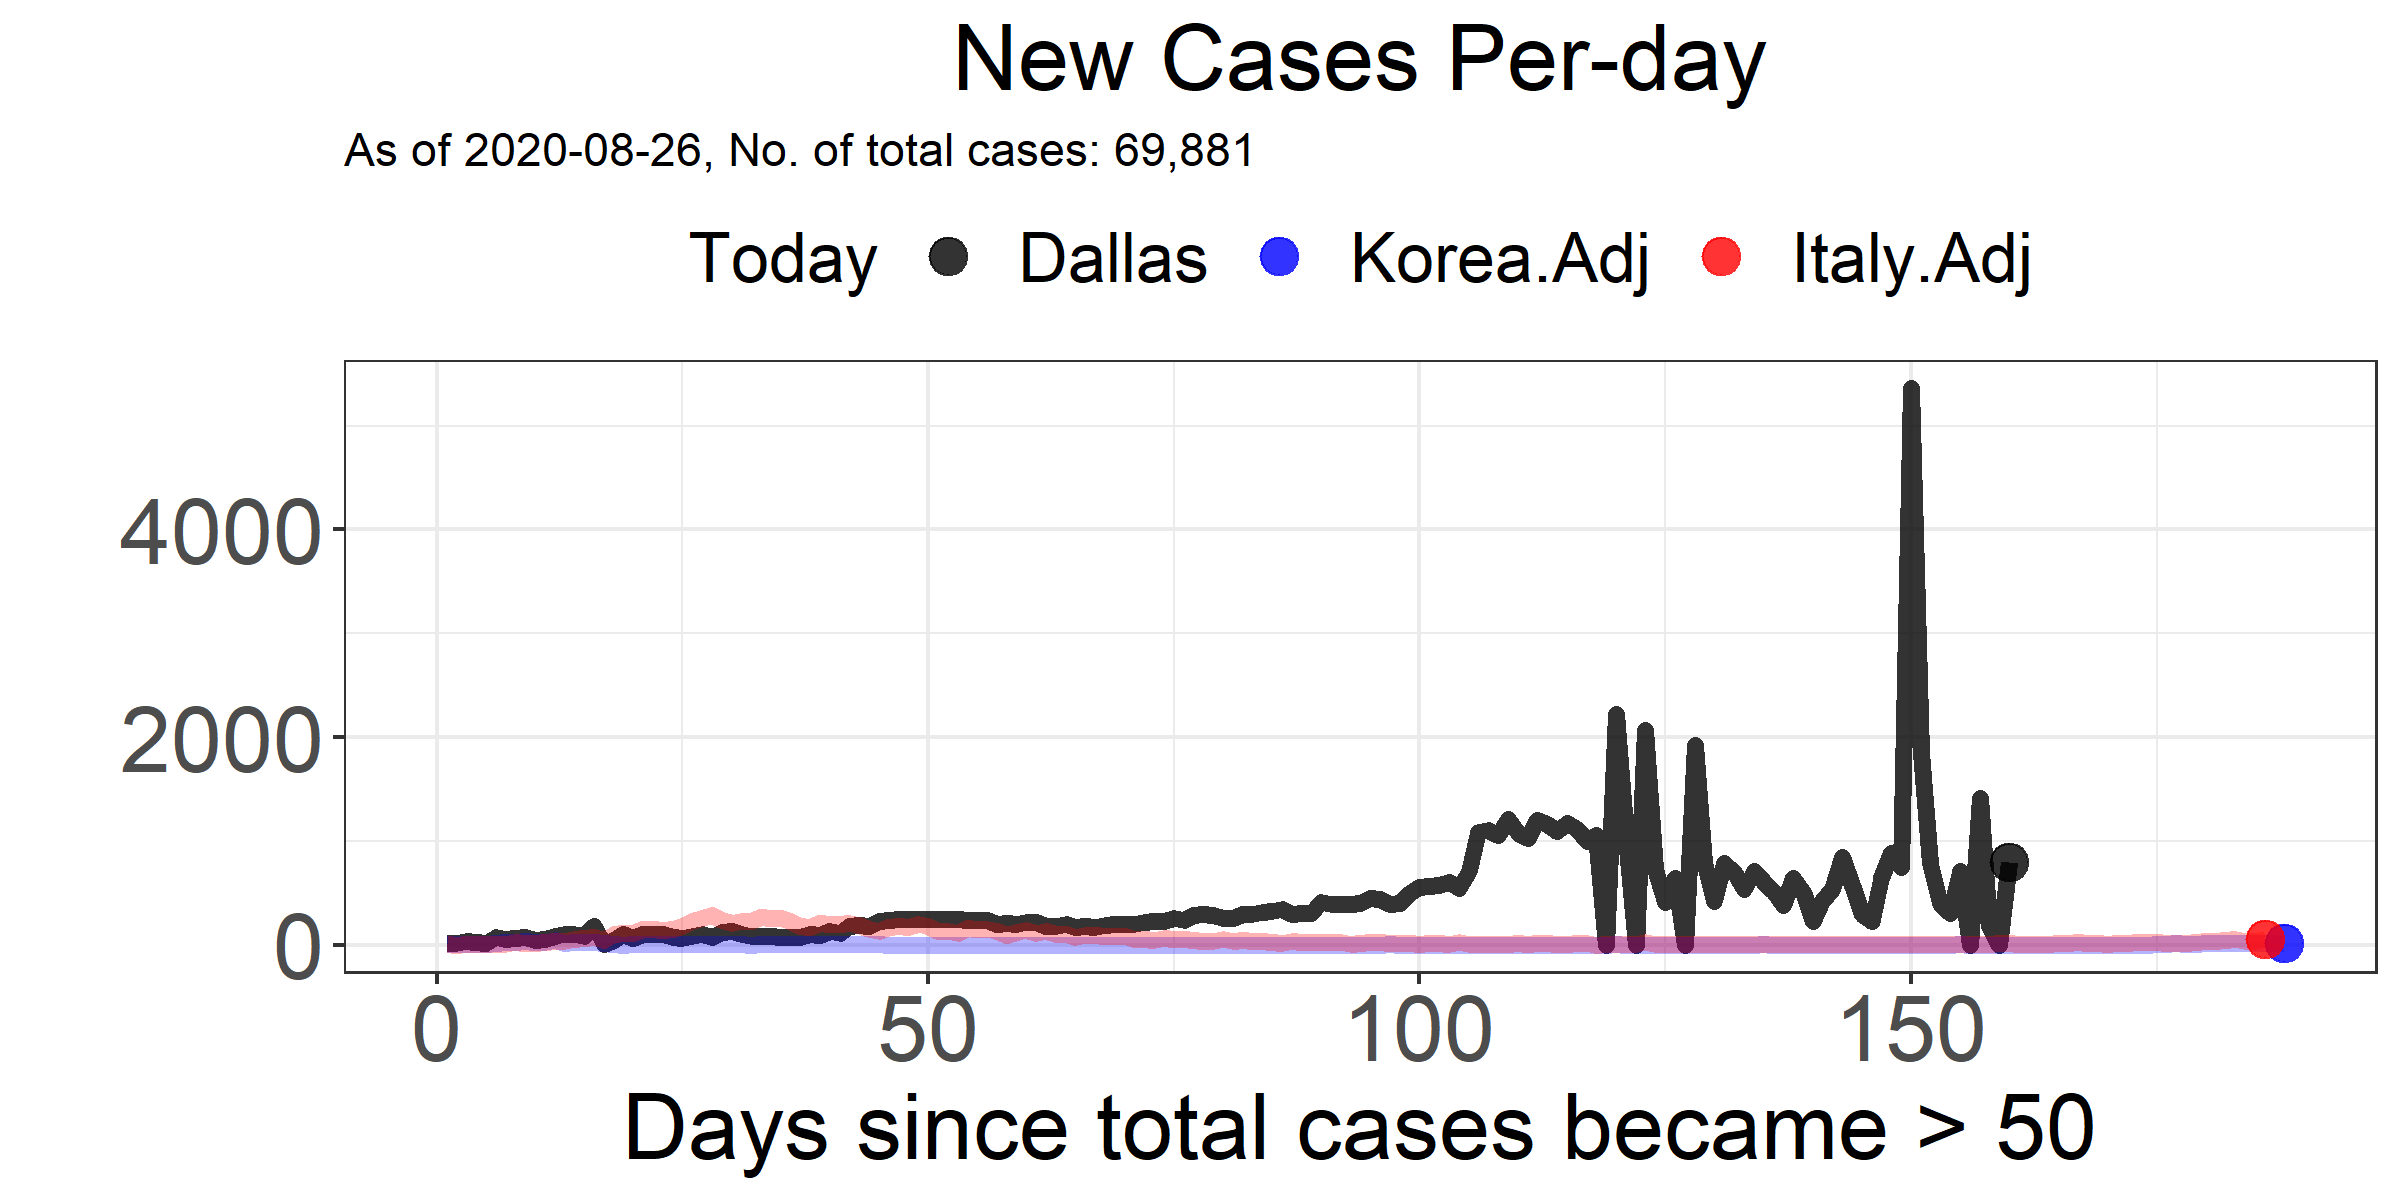 New Cases Per-day
As of 2020-08-26, No. of total cases: 69,881
Today Dallas Korea.Adj Italy.Adj
4000
2000
0
0 50 100 150
Days since total cases became > 50